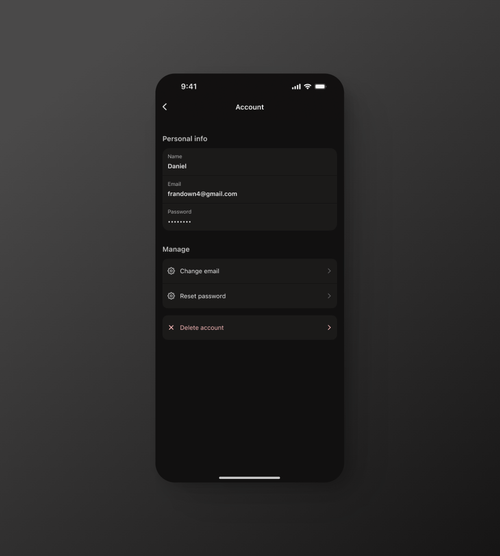 9:41
Account
Personal info
Name
Daniel
Email
frandown4@gmail.com
Password
••••••••
Manage
Change email
Reset password
Delete account